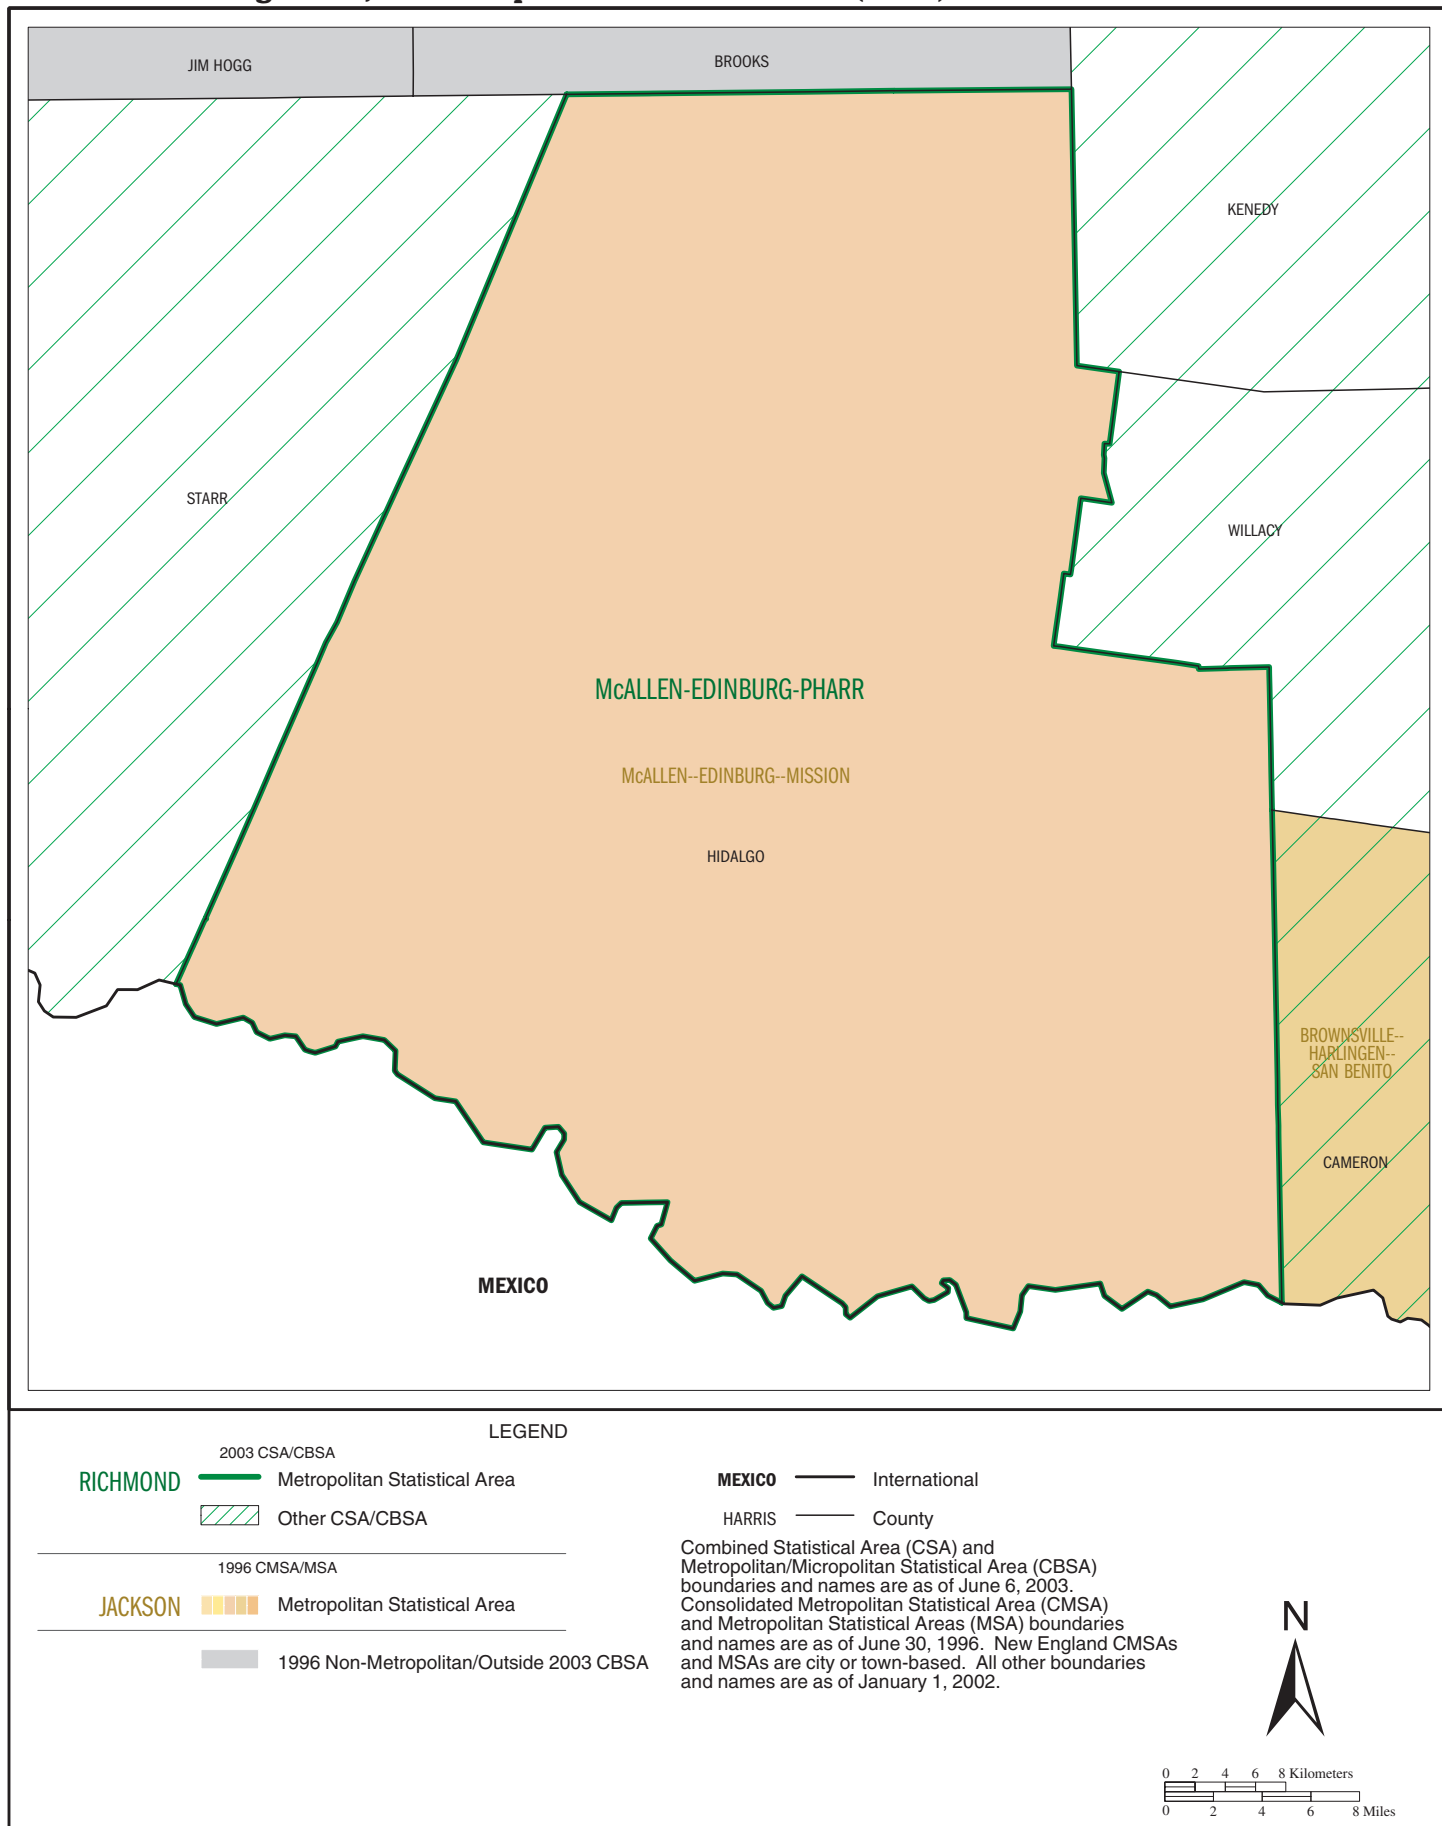 JIM HOGG
BROOKS
KENEDY
STARR
WILLACY
McALLEN-EDINBURG-PHARR
McALLEN--EDINBURG--MISSION
HIDALGO
BROWNSVILLE--
HARLINGEN--
SAN BENITO
CAMERON
MEXICO
LEGEND
2003 CSA/CBSA
RICHMOND Metropolitan Statistical Area
Other CSA/CBSA
1996 CMSA/MSA
JACKSON Metropolitan Statistical Area
1996 Non-Metropolitan/Outside 2003 CBSA
MEXICO International
HARRIS County
Combined Statistical Area (CSA) and
Metropolitan/Micropolitan Statistical Area (CBSA)
boundaries and names are as of June 6, 2003.
Consolidated Metropolitan Statistical Area (CMSA)
and Metropolitan Statistical Areas (MSA) boundaries
and names are as of June 30, 1996. New England CMSAs
and MSAs are city or town-based. All other boundaries
and names are as of January 1, 2002.
N
0 2 4 6 8 Kilometers
0 2 4 6 8 Miles